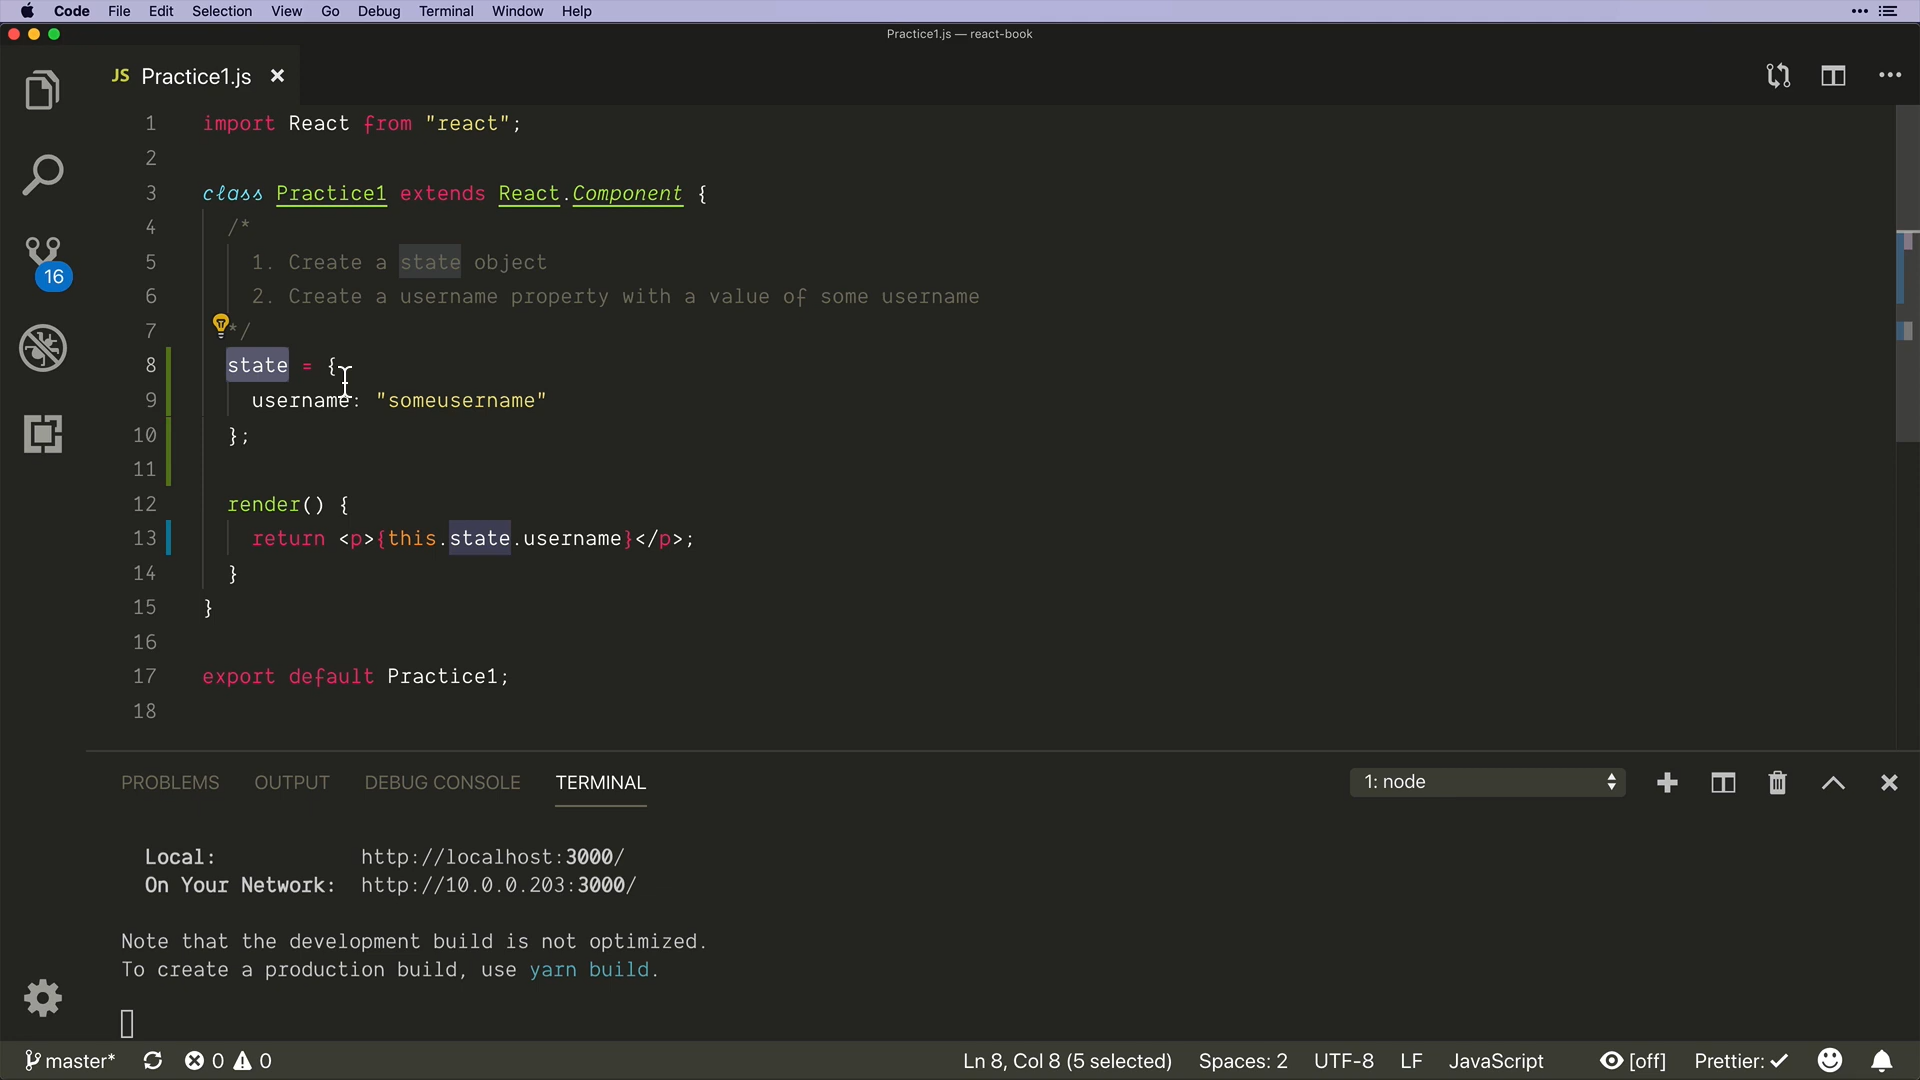 Code File Edit Selection View Go Debug Terminal Window Help
Practice1.js — react-book
JS Practice1.js
1 import React from "react";
2
3 class Practice1 extends React.Component {
4 /*
5 1. Create a state object
6 2. Create a username property with a value of some username
7 */
8 state = {
9 username: "someusername"
10 };
11
12 render() {
13 return <p>{this.state.username}</p>;
14 }
15 }
16
17 export default Practice1;
18
16
PROBLEMS OUTPUT DEBUG CONSOLE TERMINAL 1: node
Local: http://localhost:3000/
On Your Network: http://10.0.0.203:3000/
Note that the development build is not optimized.
To create a production build, use yarn build.
master* 0 0 Ln 8, Col 8 (5 selected) Spaces: 2 UTF-8 LF JavaScript [off] Prettier: ✓